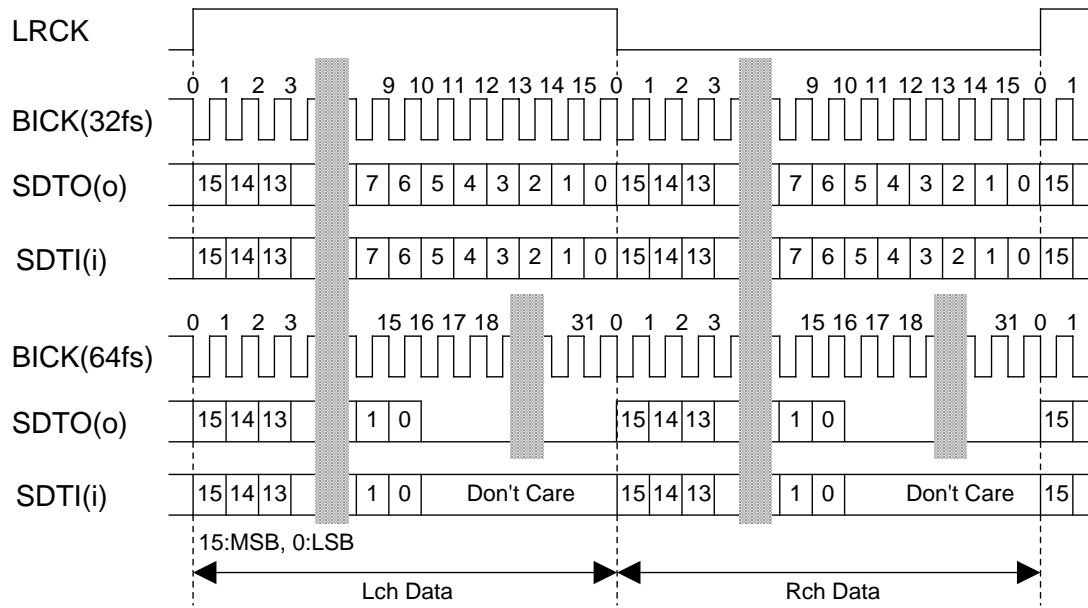 LRCK
0 1 2 3 9 10 11 12 13 14 15 0 1 2 3 9 10 11 12 13 14 15 0 1
BICK(32fs)
SDTO(o) 15 14 13 7 6 5 4 3 2 1 0 15 14 13 7 6 5 4 3 2 1 0 15
SDTI(i) 15 14 13 7 6 5 4 3 2 1 0 15 14 13 7 6 5 4 3 2 1 0 15
0 1 2 3 15 16 17 18 31 0 1 2 3 15 16 17 18 31 0 1
BICK(64fs)
SDTO(o) 15 14 13 1 0 15 14 13 1 0 15
SDTI(i) 15 14 13 1 0 Don't Care 15 14 13 1 0 Don't Care 15
15:MSB, 0:LSB
Lch Data Rch Data